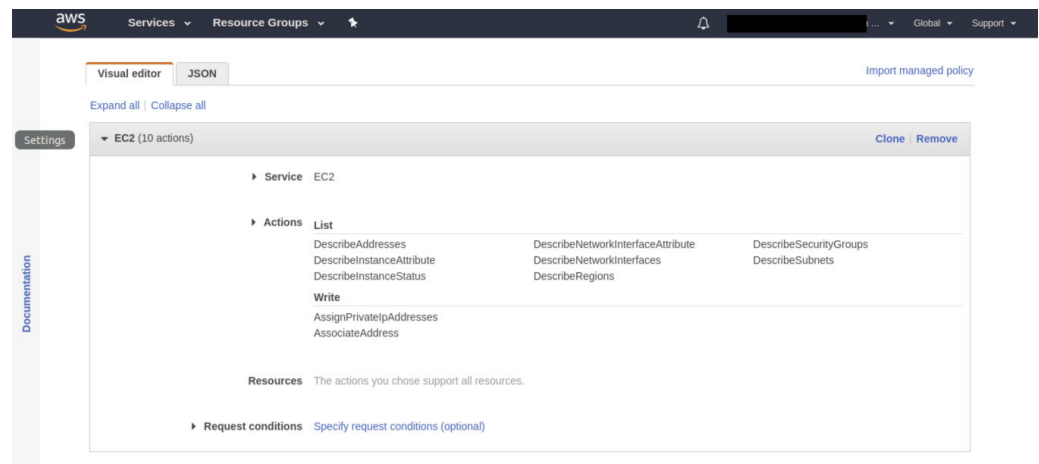 aws Services Resource Groups ... Global Support
Visual editor JSON Import managed policy
Expand all | Collapse all
Settings
EC2 (10 actions) Clone | Remove
Service EC2
Actions List
DescribeAddresses DescribeNetworkInterfaceAttribute DescribeSecurityGroups
DescribeInstanceAttribute DescribeNetworkInterfaces DescribeSubnets
DescribeInstanceStatus DescribeRegions
Write
AssignPrivateIpAddresses
AssociateAddress
Documentation
Resources The actions you chose support all resources.
Request conditions Specify request conditions (optional)